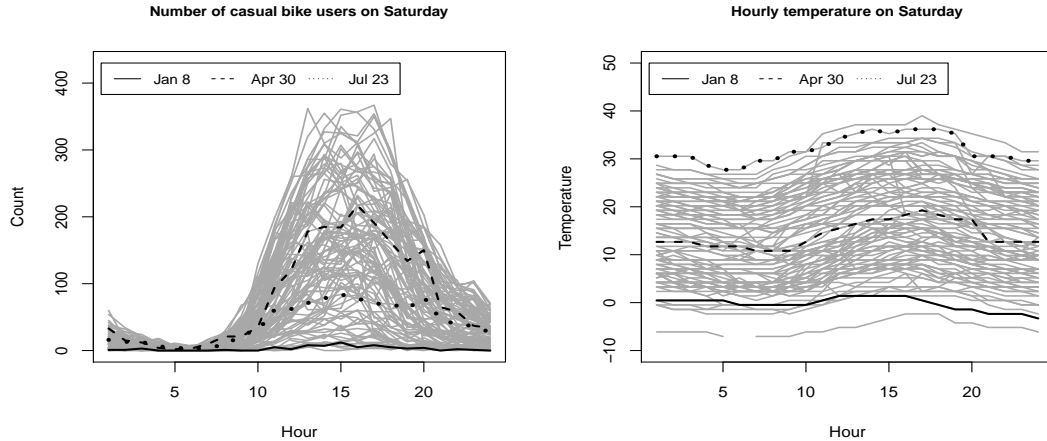 Number of casual bike users on Saturday
Jan 8 Apr 30 Jul 23
400
300
200
100
0
Count
5 10 15 20
Hour
Hourly temperature on Saturday
Jan 8 Apr 30 Jul 23
50
40
30
20
10
0
−10
Temperature
5 10 15 20
Hour